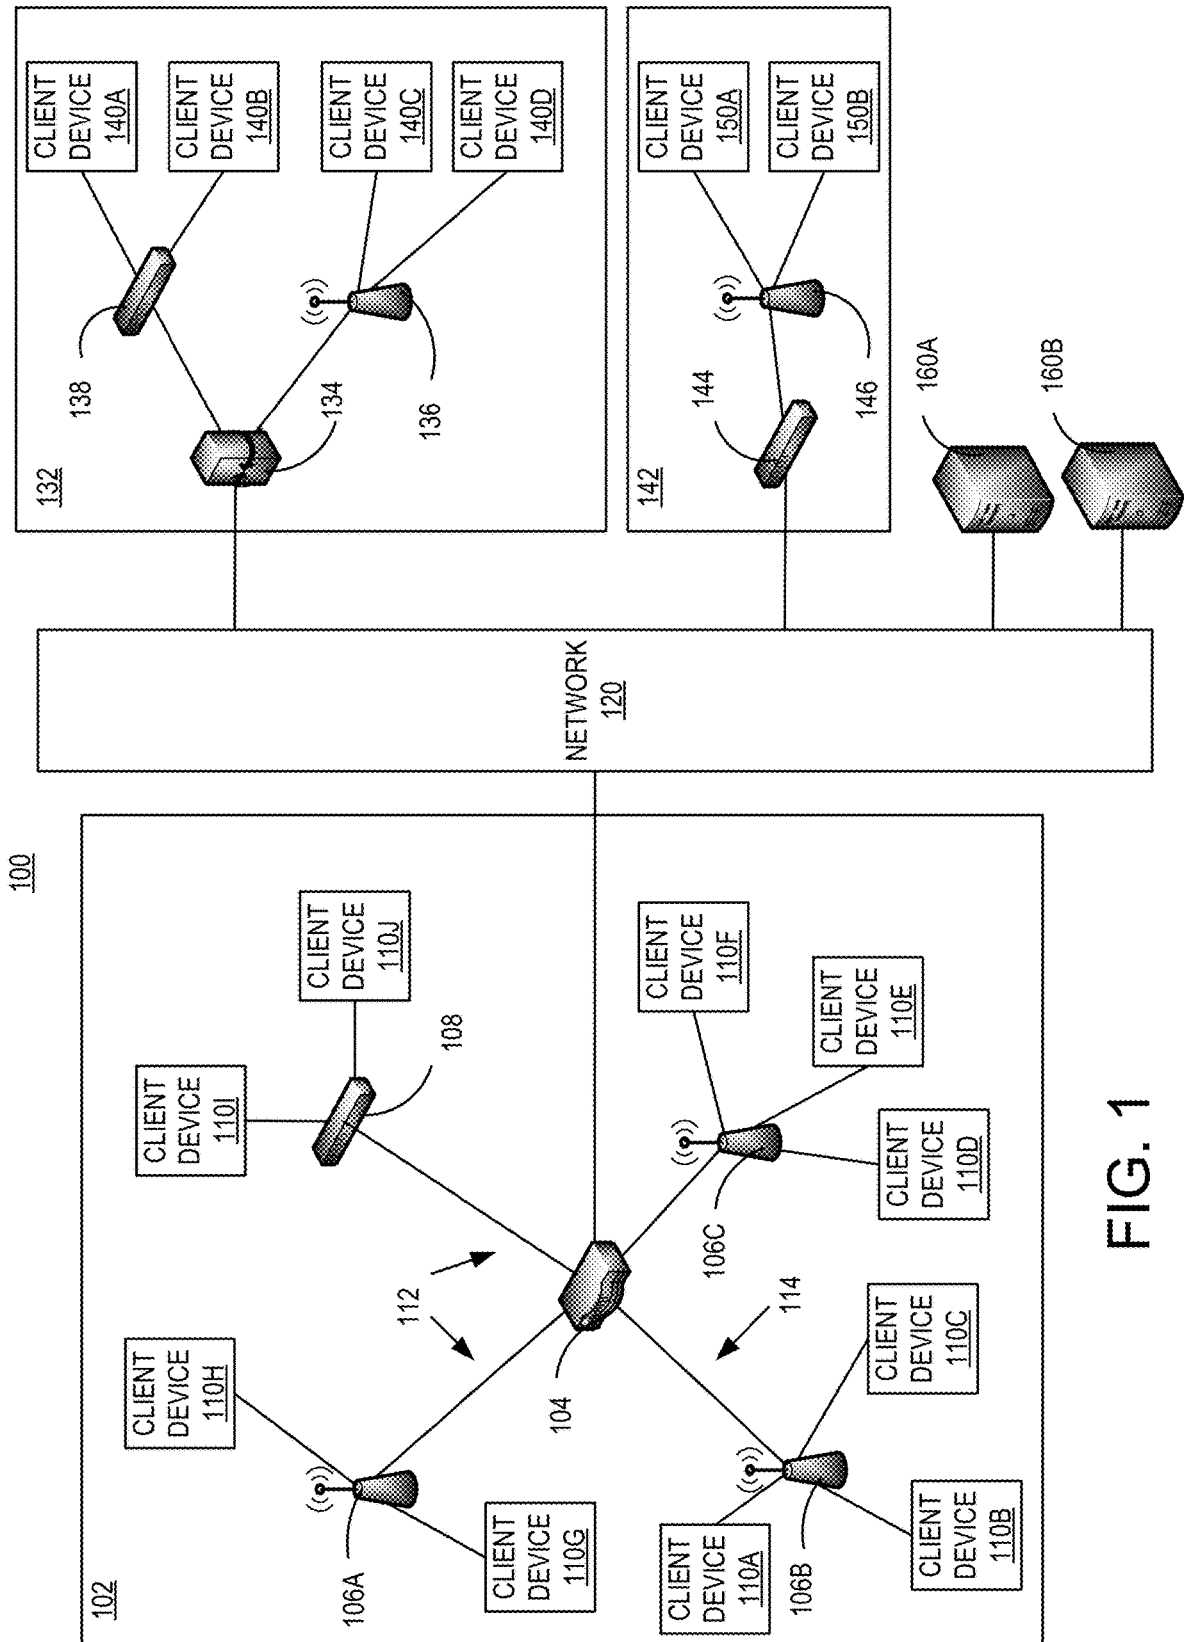 100
102
CLIENT
DEVICE
110H
CLIENT
DEVICE
110I
CLIENT
DEVICE
110J
108
106A
112
CLIENT
DEVICE
110G
104
CLIENT
DEVICE
110F
CLIENT
DEVICE
110A
114
106C
CLIENT
DEVICE
110E
106B
CLIENT
DEVICE
110C
CLIENT
DEVICE
110D
CLIENT
DEVICE
110B
NETWORK
120
132
138
134
136
CLIENT
DEVICE
140A
CLIENT
DEVICE
140B
CLIENT
DEVICE
140C
CLIENT
DEVICE
140D
142
144
146
CLIENT
DEVICE
150A
CLIENT
DEVICE
150B
160A
160B
FIG. 1